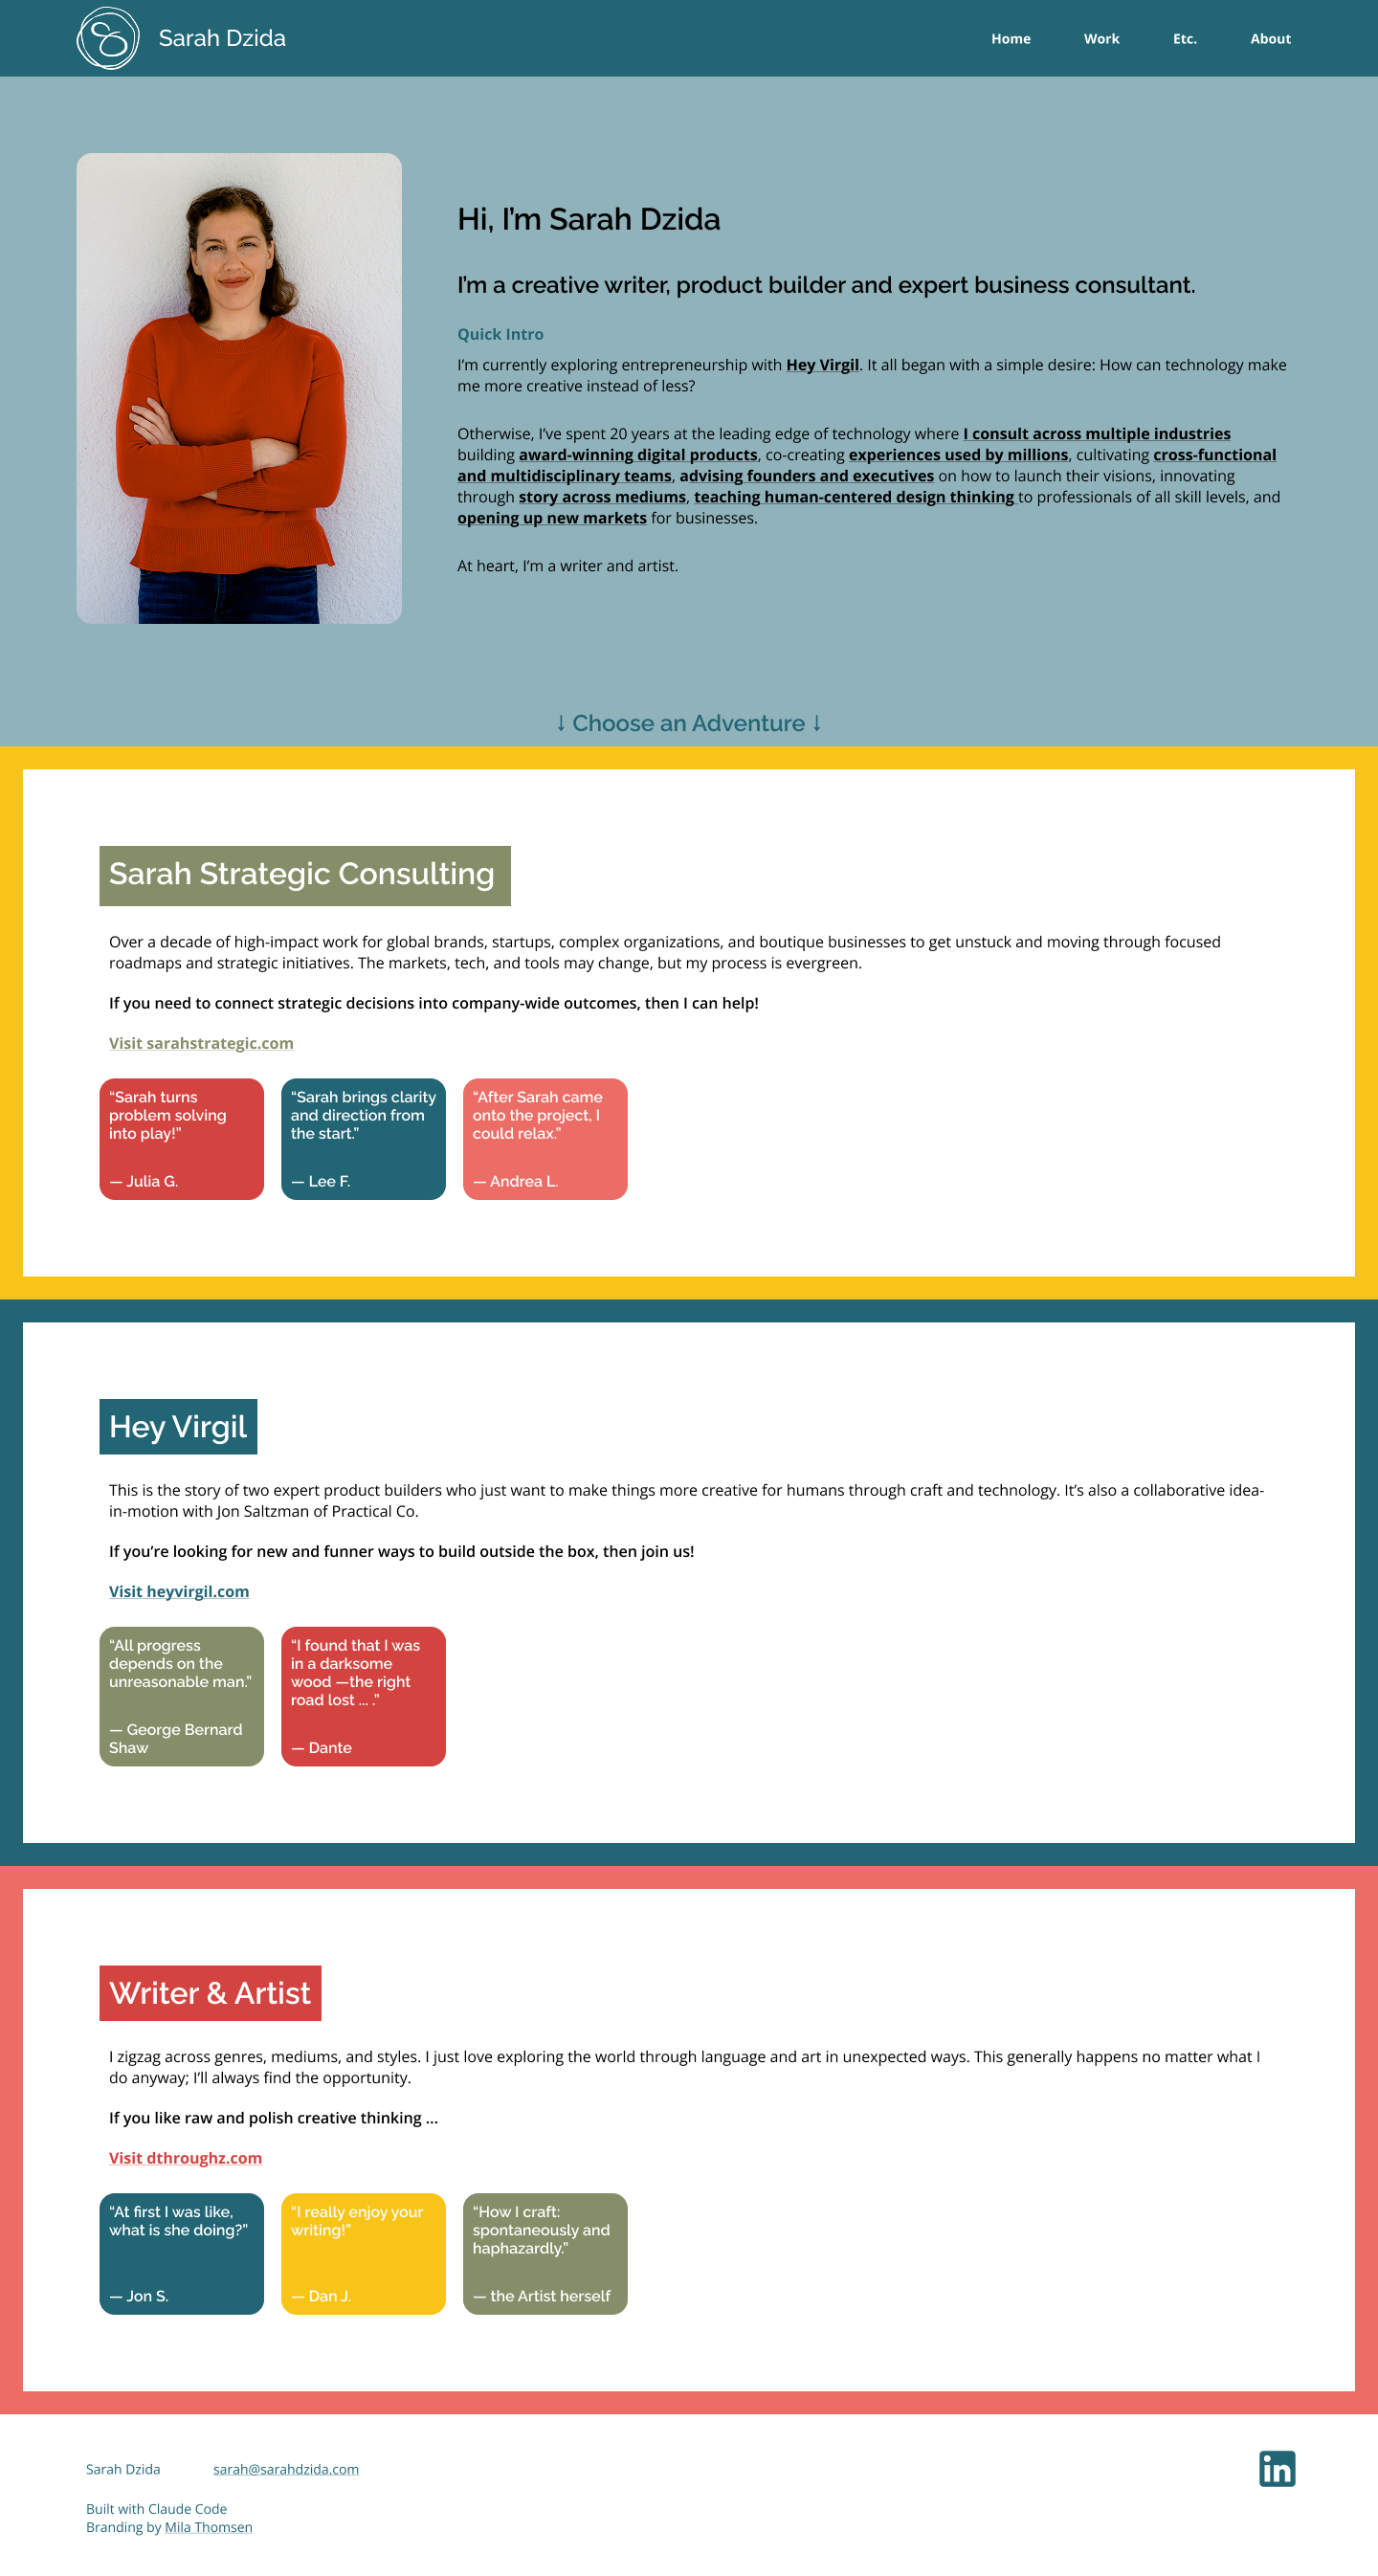 Sarah Dzida
Home Work Etc. About
Hi, I’m Sarah Dzida
I’m a creative writer, product builder and expert business consultant.
Quick Intro
I’m currently exploring entrepreneurship with Hey Virgil. It all began with a simple desire: How can technology make
me more creative instead of less?
Otherwise, I’ve spent 20 years at the leading edge of technology where I consult across multiple industries
building award-winning digital products, co-creating experiences used by millions, cultivating cross-functional
and multidisciplinary teams, advising founders and executives on how to launch their visions, innovating
through story across mediums, teaching human-centered design thinking to professionals of all skill levels, and
opening up new markets for businesses.
At heart, I’m a writer and artist.
↓ Choose an Adventure ↓
Sarah Strategic Consulting
Over a decade of high-impact work for global brands, startups, complex organizations, and boutique businesses to get unstuck and moving through focused
roadmaps and strategic initiatives. The markets, tech, and tools may change, but my process is evergreen.
If you need to connect strategic decisions into company-wide outcomes, then I can help!
Visit sarahstrategic.com
“Sarah turns
problem solving
into play!”
— Julia G.
“Sarah brings clarity
and direction from
the start.”
— Lee F.
“After Sarah came
onto the project, I
could relax.”
— Andrea L.
Hey Virgil
This is the story of two expert product builders who just want to make things more creative for humans through craft and technology. It’s also a collaborative idea-
in-motion with Jon Saltzman of Practical Co.
If you’re looking for new and funner ways to build outside the box, then join us!
Visit heyvirgil.com
“All progress
depends on the
unreasonable man.”
— George Bernard
Shaw
“I found that I was
in a darksome
wood —the right
road lost ... .”
— Dante
Writer & Artist
I zigzag across genres, mediums, and styles. I just love exploring the world through language and art in unexpected ways. This generally happens no matter what I
do anyway; I’ll always find the opportunity.
If you like raw and polish creative thinking ...
Visit dthroughz.com
“At first I was like,
what is she doing?”
— Jon S.
“I really enjoy your
writing!”
— Dan J.
“How I craft:
spontaneously and
haphazardly.”
— the Artist herself
Sarah Dzida sarah@sarahdzida.com
in
Built with Claude Code
Branding by Mila Thomsen